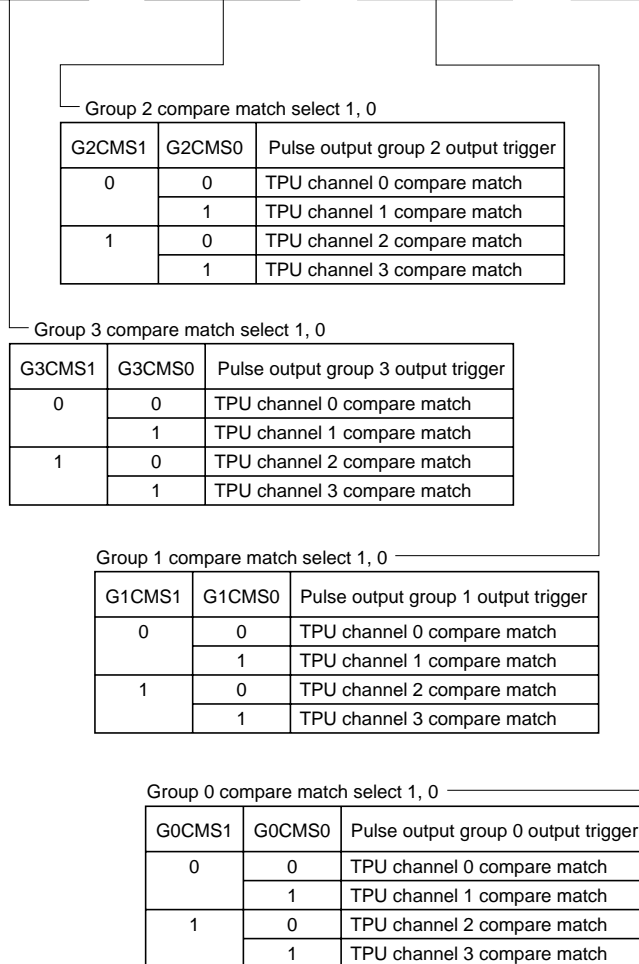 Group 2 compare match select 1, 0
G2CMS1 G2CMS0 Pulse output group 2 output trigger
0 0 TPU channel 0 compare match
1 TPU channel 1 compare match
1 0 TPU channel 2 compare match
1 TPU channel 3 compare match
Group 3 compare match select 1, 0
G3CMS1 G3CMS0 Pulse output group 3 output trigger
0 0 TPU channel 0 compare match
1 TPU channel 1 compare match
1 0 TPU channel 2 compare match
1 TPU channel 3 compare match
Group 1 compare match select 1, 0
G1CMS1 G1CMS0 Pulse output group 1 output trigger
0 0 TPU channel 0 compare match
1 TPU channel 1 compare match
1 0 TPU channel 2 compare match
1 TPU channel 3 compare match
Group 0 compare match select 1, 0
G0CMS1 G0CMS0 Pulse output group 0 output trigger
0 0 TPU channel 0 compare match
1 TPU channel 1 compare match
1 0 TPU channel 2 compare match
1 TPU channel 3 compare match